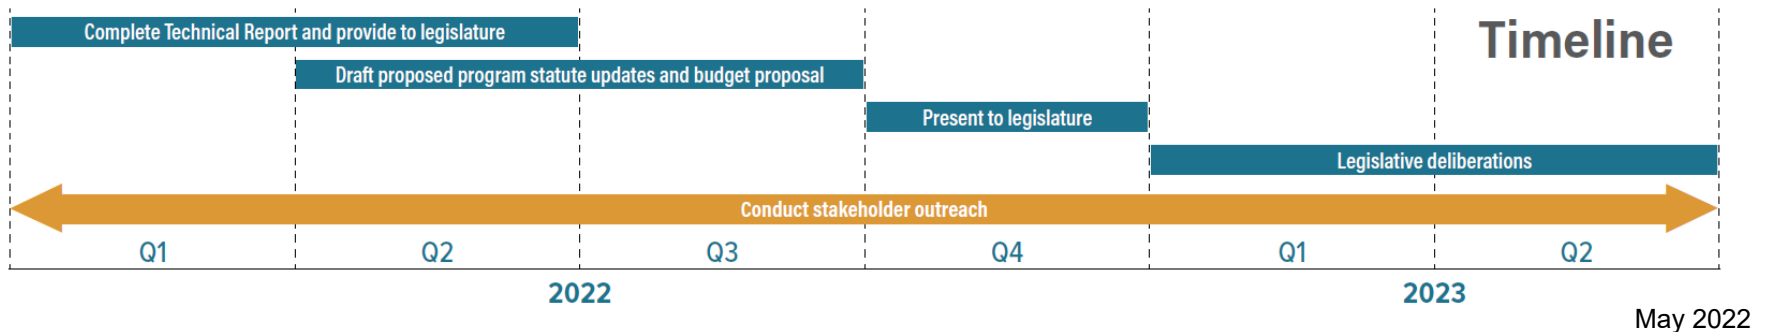 Timeline
Complete Technical Report and provide to legislature
Draft proposed program statute updates and budget proposal
Present to legislature
Legislative deliberations
Conduct stakeholder outreach
Q1 Q2 Q3 Q4 Q1 Q2
2022 2023
May 2022